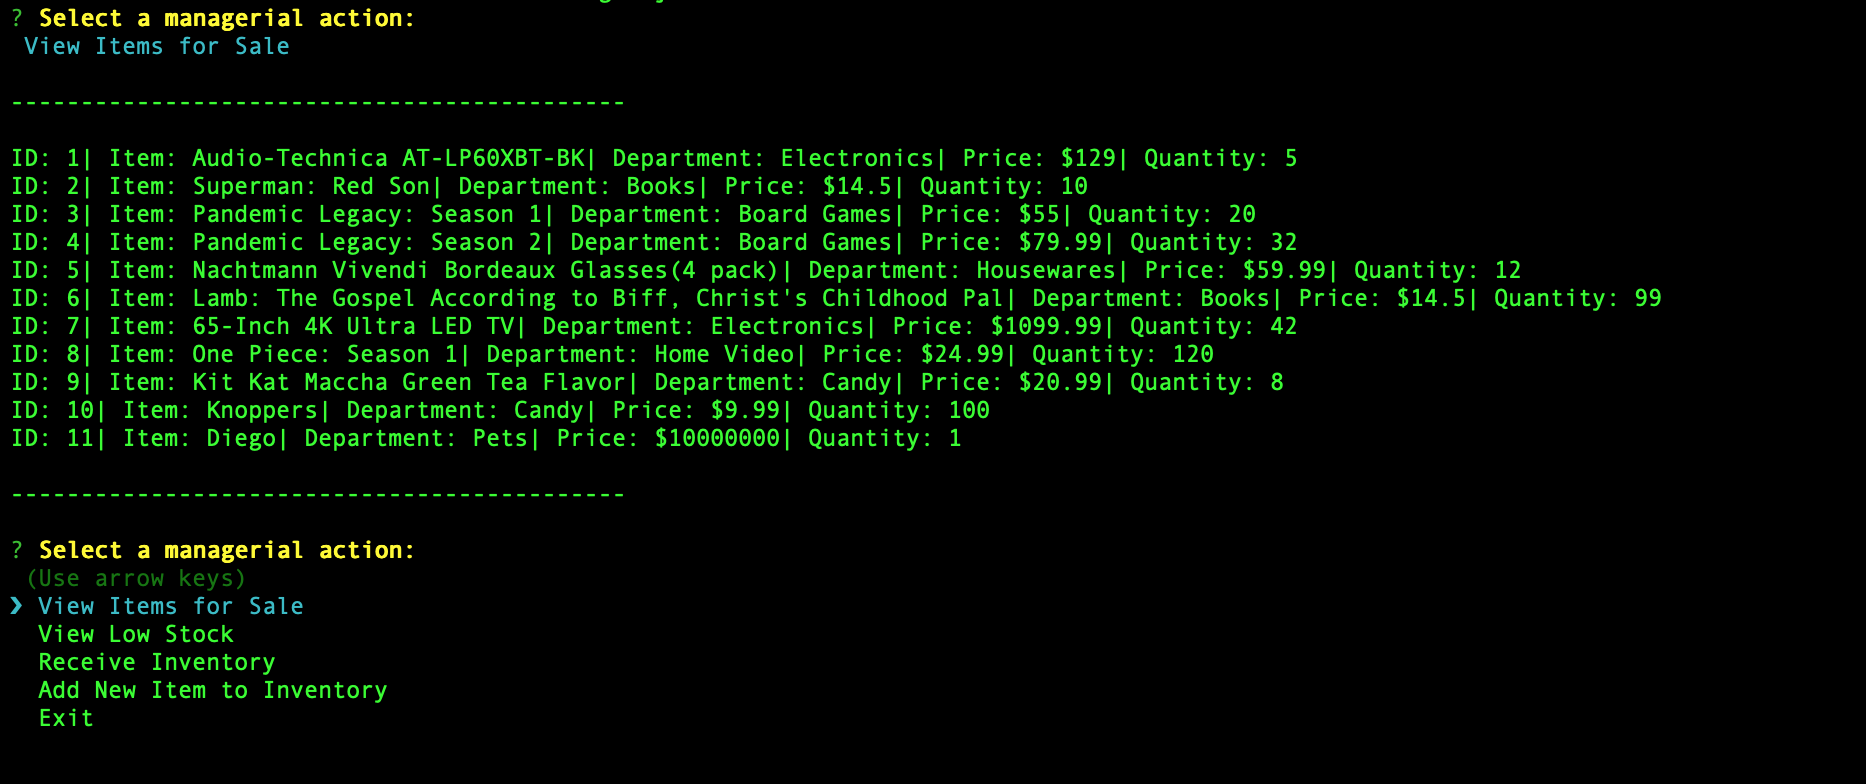 ? Select a managerial action:
View Items for Sale
--------------------------------------------
ID: 1| Item: Audio-Technica AT-LP60XBT-BK| Department: Electronics| Price: $129| Quantity: 5
ID: 2| Item: Superman: Red Son| Department: Books| Price: $14.5| Quantity: 10
ID: 3| Item: Pandemic Legacy: Season 1| Department: Board Games| Price: $55| Quantity: 20
ID: 4| Item: Pandemic Legacy: Season 2| Department: Board Games| Price: $79.99| Quantity: 32
ID: 5| Item: Nachtmann Vivendi Bordeaux Glasses(4 pack)| Department: Housewares| Price: $59.99| Quantity: 12
ID: 6| Item: Lamb: The Gospel According to Biff, Christ's Childhood Pal| Department: Books| Price: $14.5| Quantity: 99
ID: 7| Item: 65-Inch 4K Ultra LED TV| Department: Electronics| Price: $1099.99| Quantity: 42
ID: 8| Item: One Piece: Season 1| Department: Home Video| Price: $24.99| Quantity: 120
ID: 9| Item: Kit Kat Maccha Green Tea Flavor| Department: Candy| Price: $20.99| Quantity: 8
ID: 10| Item: Knoppers| Department: Candy| Price: $9.99| Quantity: 100
ID: 11| Item: Diego| Department: Pets| Price: $10000000| Quantity: 1
--------------------------------------------
? Select a managerial action:
(Use arrow keys)
❯ View Items for Sale
View Low Stock
Receive Inventory
Add New Item to Inventory
Exit